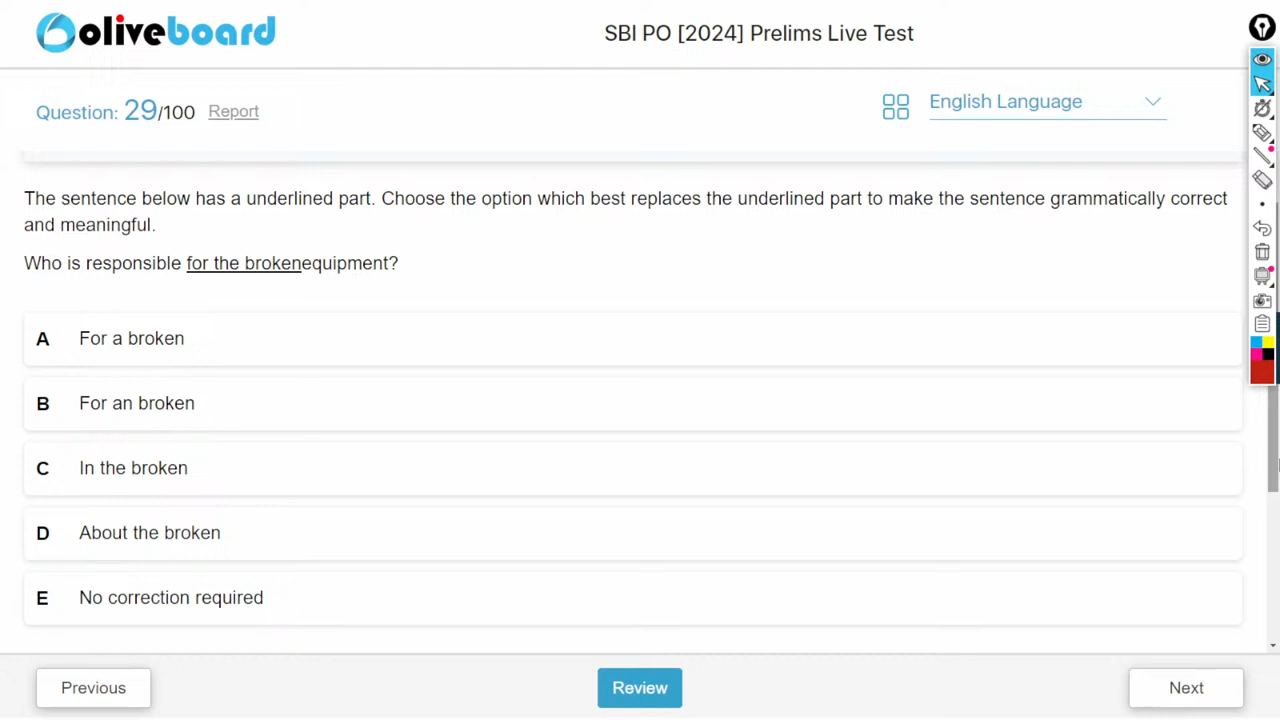 oliveboard
SBI PO [2024] Prelims Live Test
Question: 29/100 Report
English Language
The sentence below has a underlined part. Choose the option which best replaces the underlined part to make the sentence grammatically correct
and meaningful.
Who is responsible for the brokenequipment?
A For a broken
B For an broken
C In the broken
D About the broken
E No correction required
Previous
Review
Next